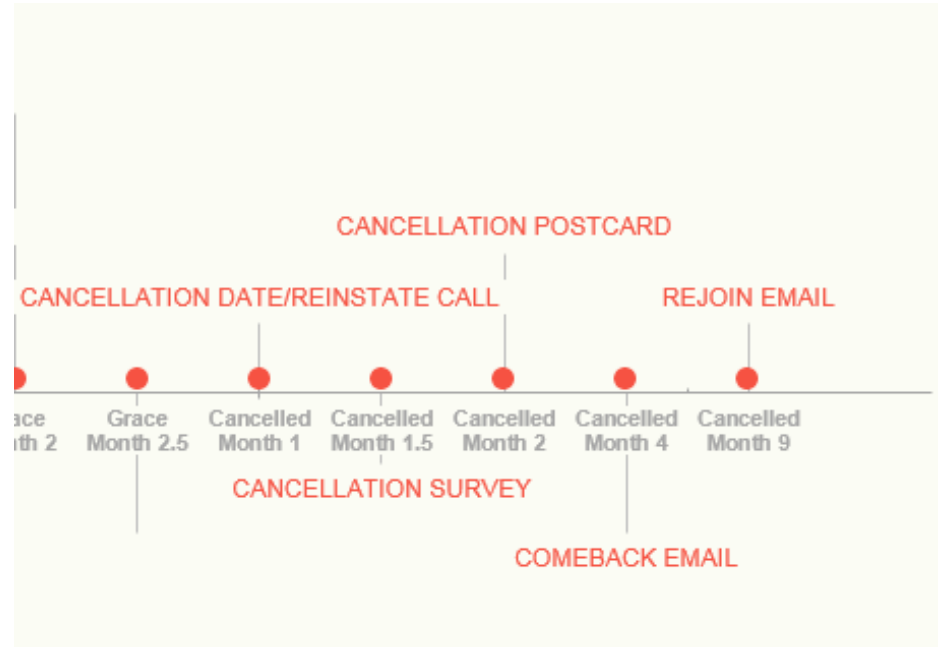 CANCELLATION POSTCARD
CANCELLATION DATE/REINSTATE CALL
REJOIN EMAIL
Grace
Month 2.5
Cancelled
Month 1
Cancelled
Month 1.5
Cancelled
Month 2
Cancelled
Month 4
Cancelled
Month 9
CANCELLATION SURVEY
COMEBACK EMAIL